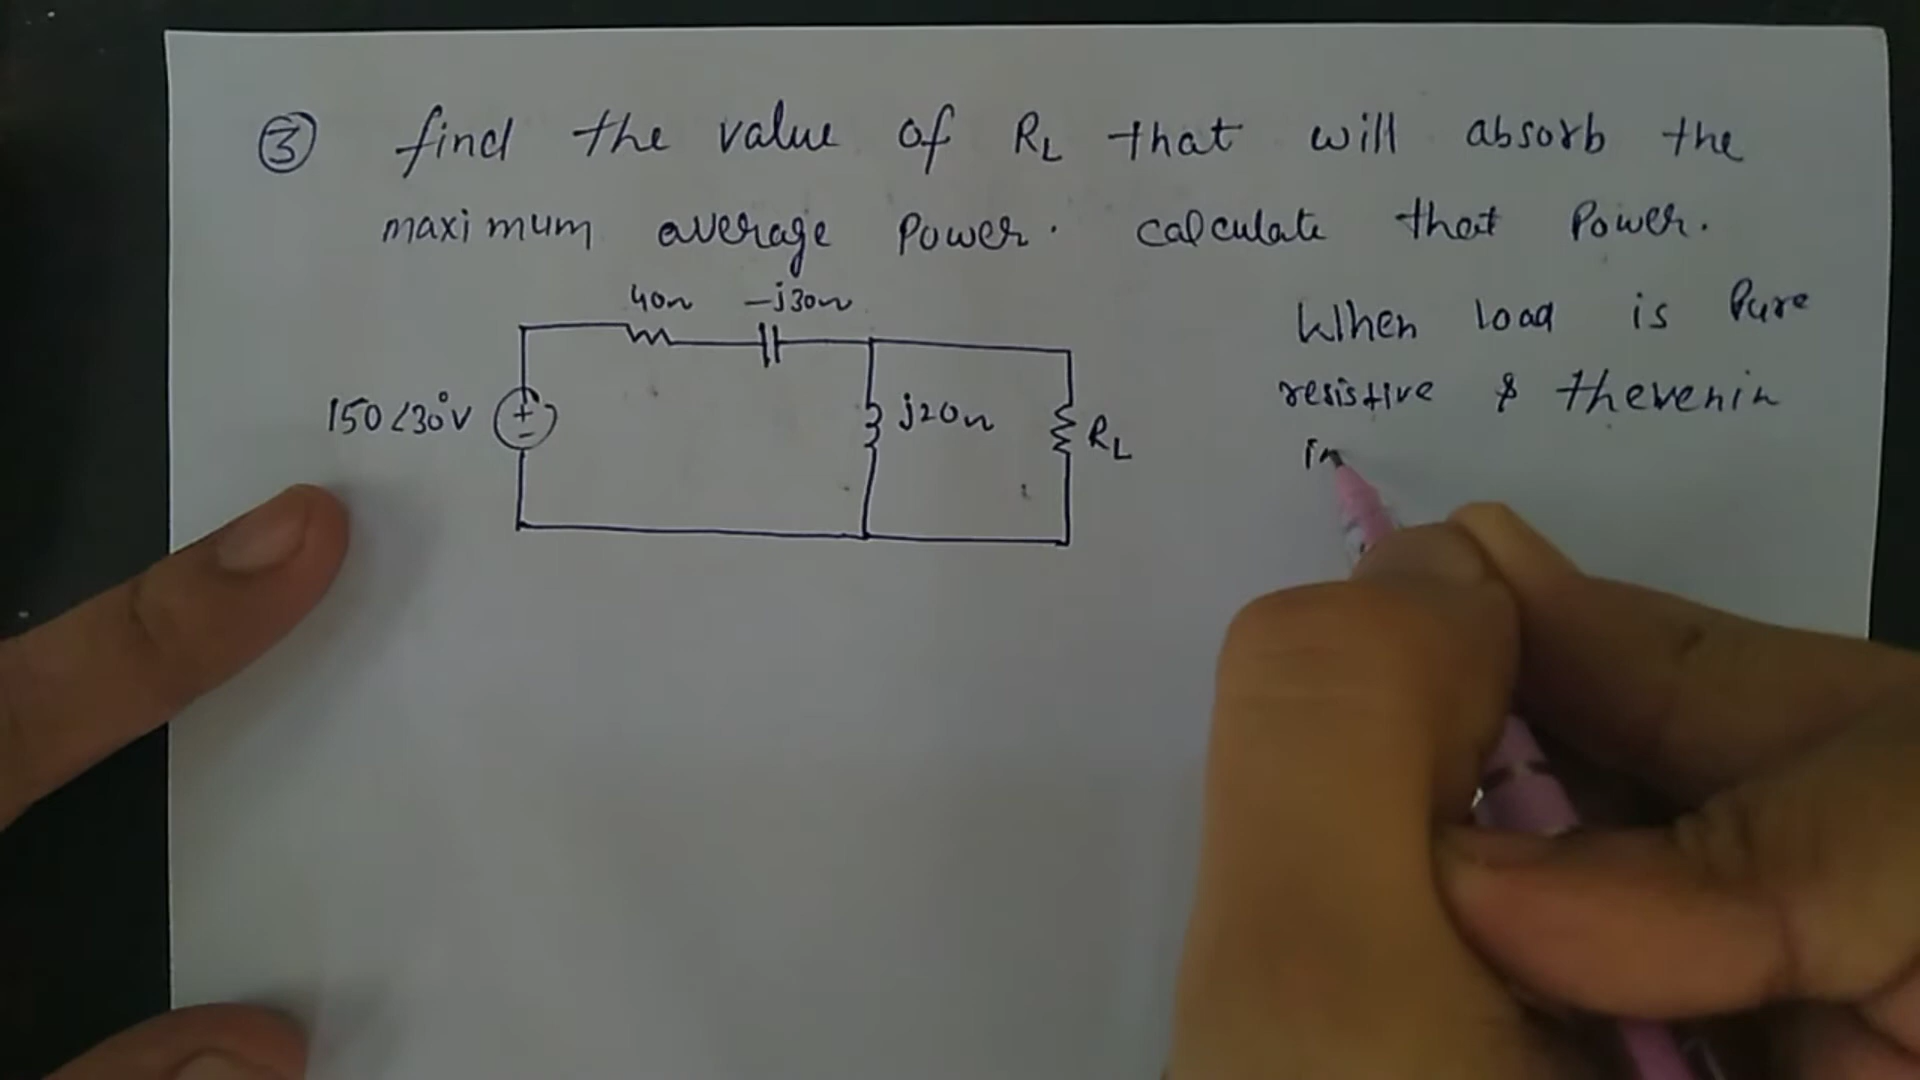 ③ find the value of RL that will absorb the
maximum average Power. calculate that Power.
40Ω -j30Ω
150<30°V
+
-
j20Ω
RL
When load is Pure
resistive & thevenin
im